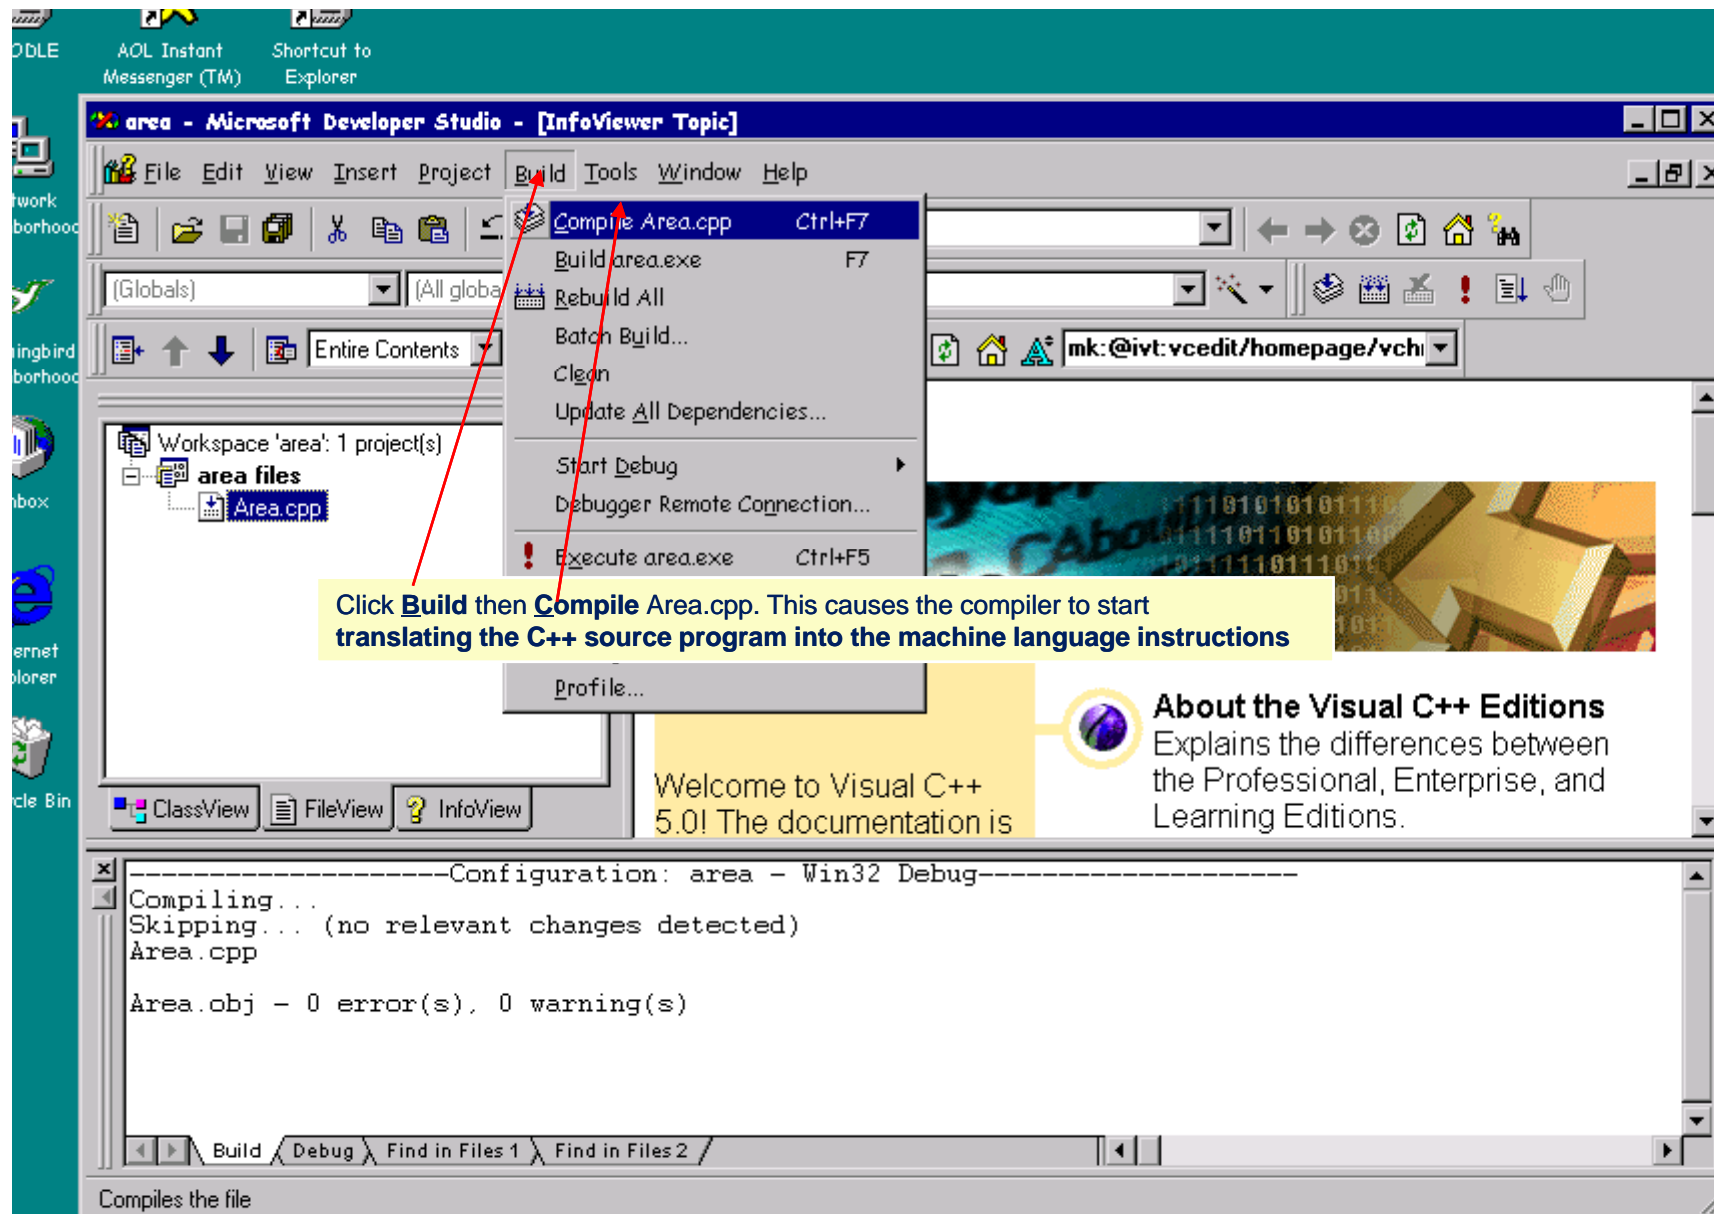 AOL Instant
Messenger (TM)
Shortcut to
Explorer
area - Microsoft Developer Studio - [InfoViewer Topic]
File Edit View Insert Project Build Tools Window Help
Compile Area.cpp Ctrl+F7
Build area.exe F7
Rebuild All
Batch Build...
Clean
Update All Dependencies...
Start Debug
Debugger Remote Connection...
Execute area.exe Ctrl+F5
Profile...
(Globals)
(All globa
Entire Contents
mk:@ivt:vcedit/homepage/vch
Workspace 'area': 1 project(s)
area files
Area.cpp
Click Build then Compile Area.cpp. This causes the compiler to start
translating the C++ source program into the machine language instructions
ClassView FileView InfoView
Welcome to Visual C++
5.0! The documentation is
About the Visual C++ Editions
Explains the differences between
the Professional, Enterprise, and
Learning Editions.
--------------------Configuration: area - Win32 Debug--------------------
Compiling...
Skipping... (no relevant changes detected)
Area.cpp
Area.obj - 0 error(s), 0 warning(s)
Build Debug Find in Files 1 Find in Files 2
Compiles the file